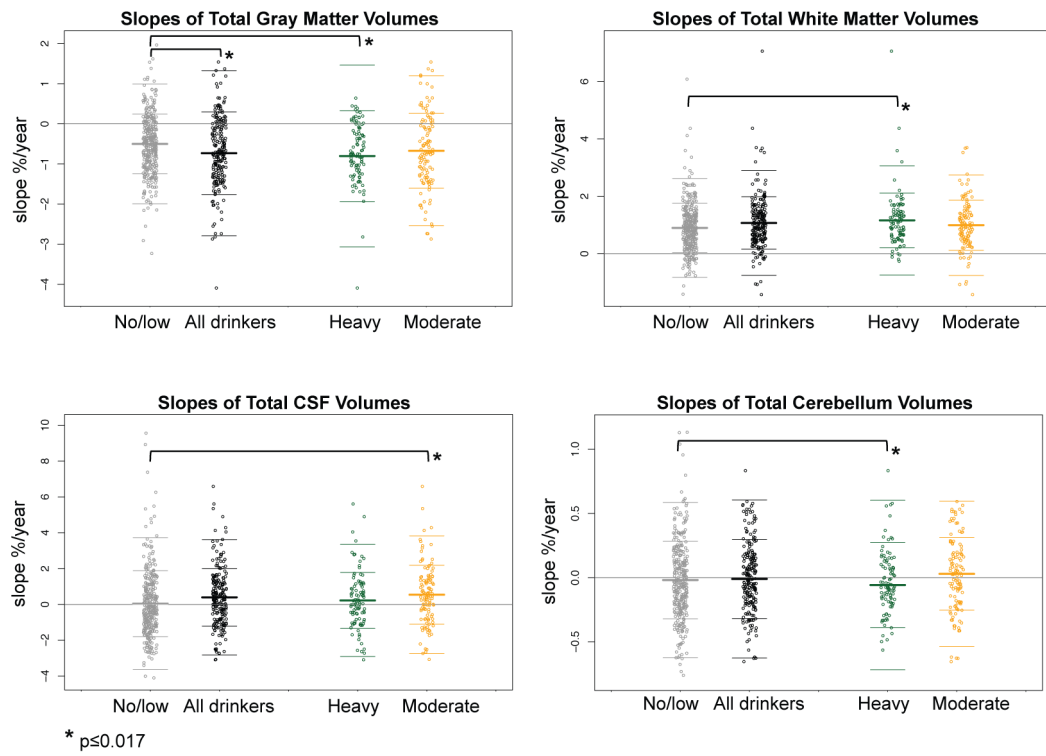 Slopes of Total Gray Matter Volumes
slope %/year
2
1
0
−1
−2
−3
−4
*
*
No/low All drinkers Heavy Moderate
Slopes of Total White Matter Volumes
slope %/year
6
4
2
0
*
No/low All drinkers Heavy Moderate
Slopes of Total CSF Volumes
slope %/year
10
8
6
4
2
0
−2
−4
*
No/low All drinkers Heavy Moderate
Slopes of Total Cerebellum Volumes
slope %/year
1.0
0.5
0.0
−0.5
*
No/low All drinkers Heavy Moderate
* p≤0.017